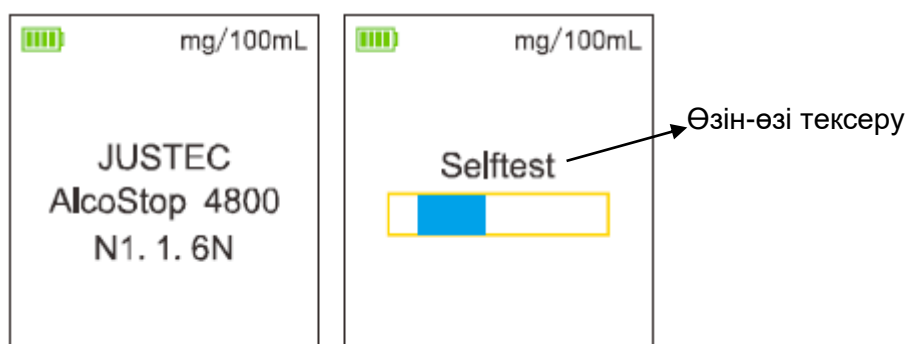 mg/100mL
JUSTEC
AlcoStop 4800
N1. 1. 6N
mg/100mL
Selftest
Өзін-өзі тексеру